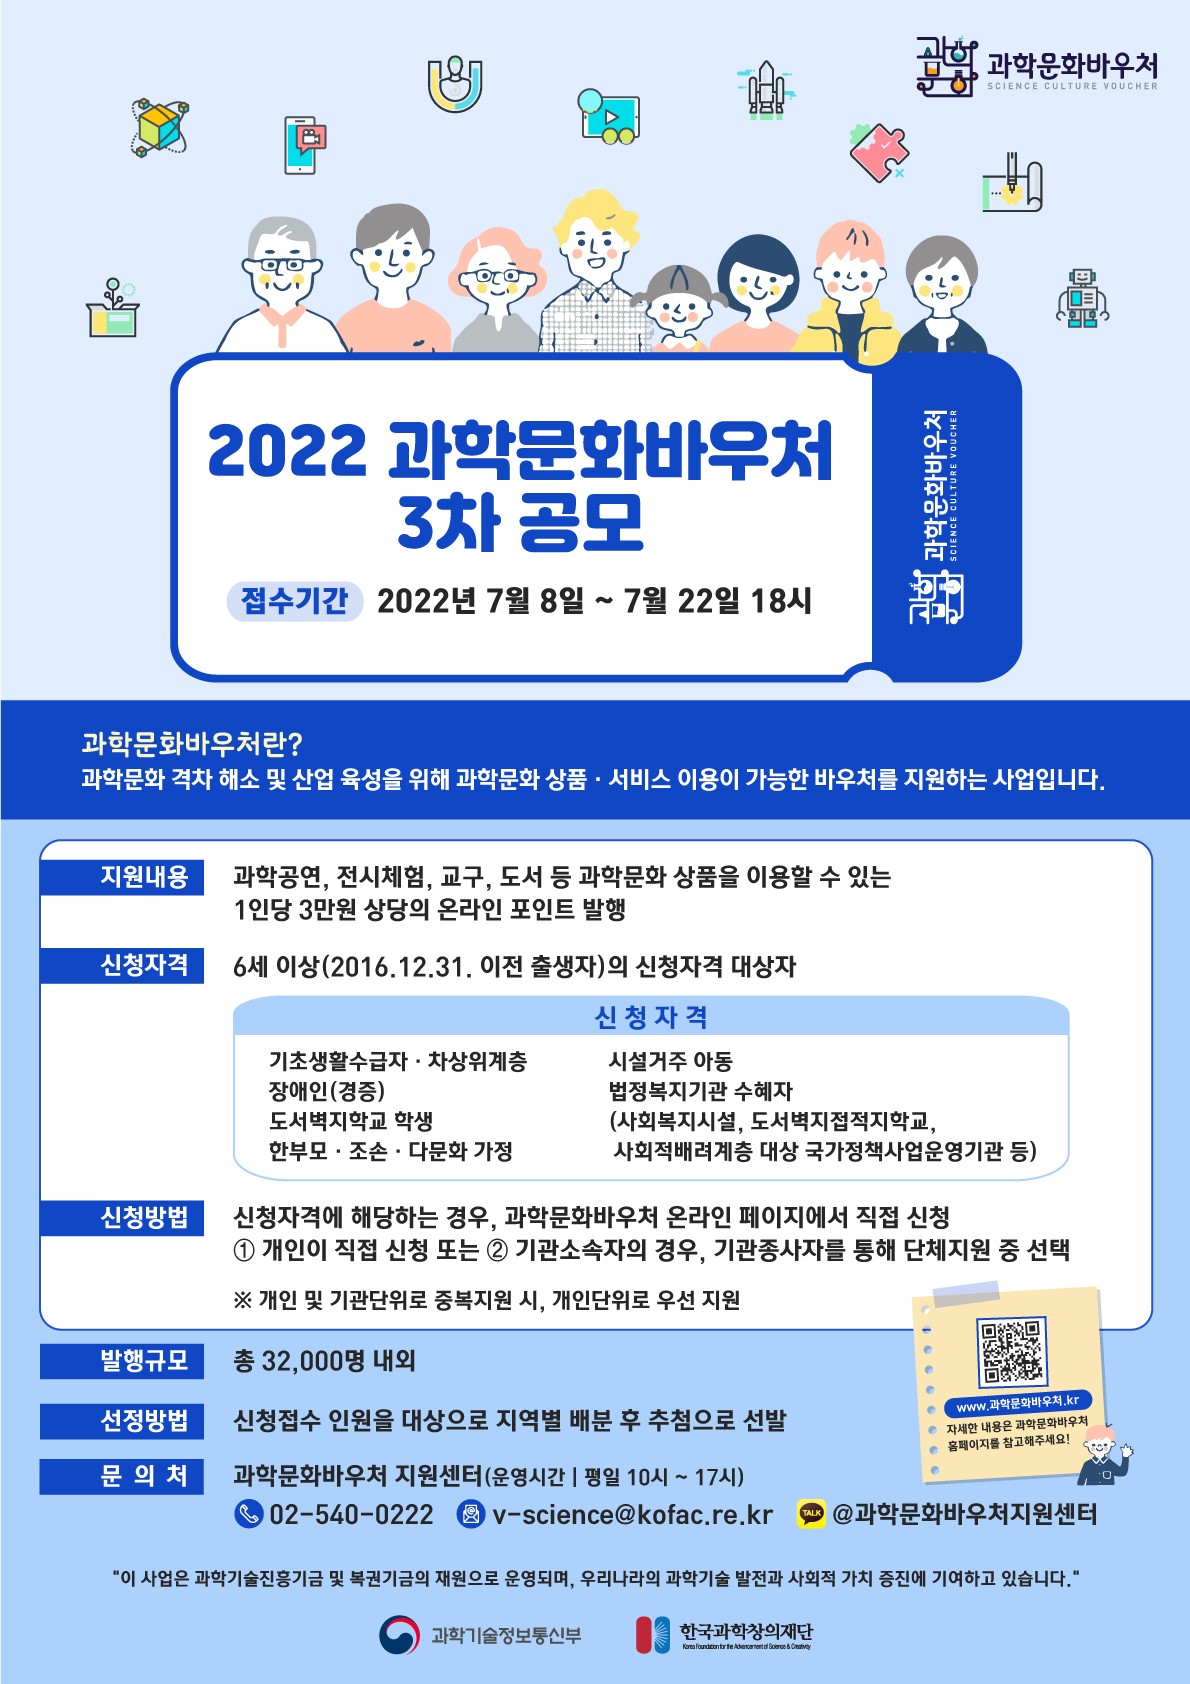 과학문화바우처
SCIENCE CULTURE VOUCHER
2022 과학문화바우처
3차 공모
접수기간 2022년 7월 8일 ~ 7월 22일 18시
과학문화바우처
SCIENCE CULTURE VOUCHER
과학문화바우처란?
과학문화 격차 해소 및 산업 육성을 위해 과학문화 상품 · 서비스 이용이 가능한 바우처를 지원하는 사업입니다.
지원내용 과학공연, 전시체험, 교구, 도서 등 과학문화 상품을 이용할 수 있는
1인당 3만원 상당의 온라인 포인트 발행
신청자격 6세 이상(2016.12.31. 이전 출생자)의 신청자격 대상자
신 청 자 격
기초생활수급자 · 차상위계층
장애인(경증)
도서벽지학교 학생
한부모 · 조손 · 다문화 가정
시설거주 아동
법정복지기관 수혜자
(사회복지시설, 도서벽지접적지학교,
사회적배려계층 대상 국가정책사업운영기관 등)
신청방법 신청자격에 해당하는 경우, 과학문화바우처 온라인 페이지에서 직접 신청
① 개인이 직접 신청 또는 ② 기관소속자의 경우, 기관종사자를 통해 단체지원 중 선택
※ 개인 및 기관단위로 중복지원 시, 개인단위로 우선 지원
발행규모 총 32,000명 내외
선정방법 신청접수 인원을 대상으로 지역별 배분 후 추첨으로 선발
www.과학문화바우처.kr
자세한 내용은 과학문화바우처
홈페이지를 참고해주세요!
문 의 처 과학문화바우처 지원센터(운영시간 | 평일 10시 ~ 17시)
02-540-0222 v-science@kofac.re.kr TALK @과학문화바우처지원센터
"이 사업은 과학기술진흥기금 및 복권기금의 재원으로 운영되며, 우리나라의 과학기술 발전과 사회적 가치 증진에 기여하고 있습니다."
과학기술정보통신부
한국과학창의재단
Korea Foundation for the Advancement of Science & Creativity